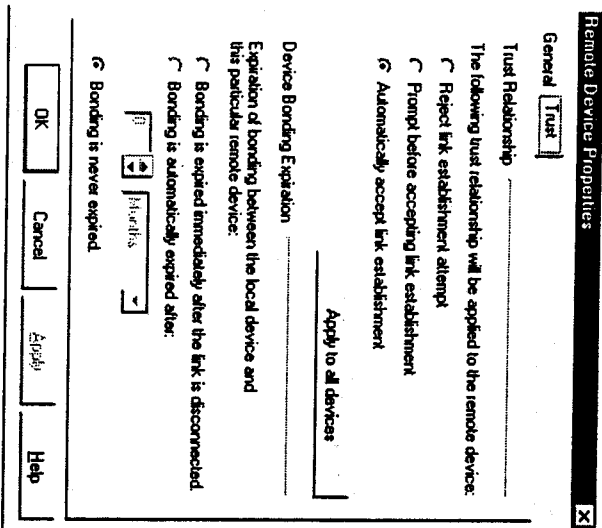 Remote Device Properties
General Trust
Trust Relationship
The following trust relationship will be applied to the remote device:
Reject link establishment attempt
Prompt before accepting link establishment
Automatically accept link establishment
Apply to all devices
Device Bonding Expiration
Expiration of bonding between the local device and
this particular remote device:
Bonding is expired immediately after the link is disconnected.
Bonding is automatically expired after:
Months
Bonding is never expired.
OK Cancel Apply Help